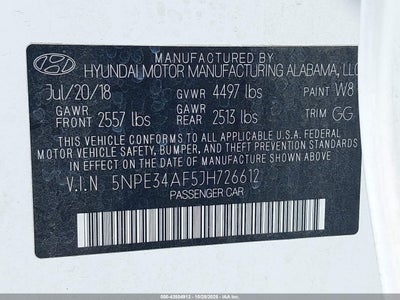 MANUFACTURED BY
HYUNDAI MOTOR MANUFACTURING ALABAMA, LLC
Jul/20/18 GVWR 4497 lbs PAINT W8
GAWR FRONT 2557 lbs GAWR REAR 2513 lbs TRIM GG
THIS VEHICLE CONFORMS TO ALL APPLICABLE FEDERAL
MOTOR VEHICLE SAFETY, BUMPER, AND THEFT PREVENTION STANDARDS
IN EFFECT ON THE DATE OF MANUFACTURE SHOWN ABOVE.
V.I.N 5NPE34AF5JH726612
PASSENGER CAR